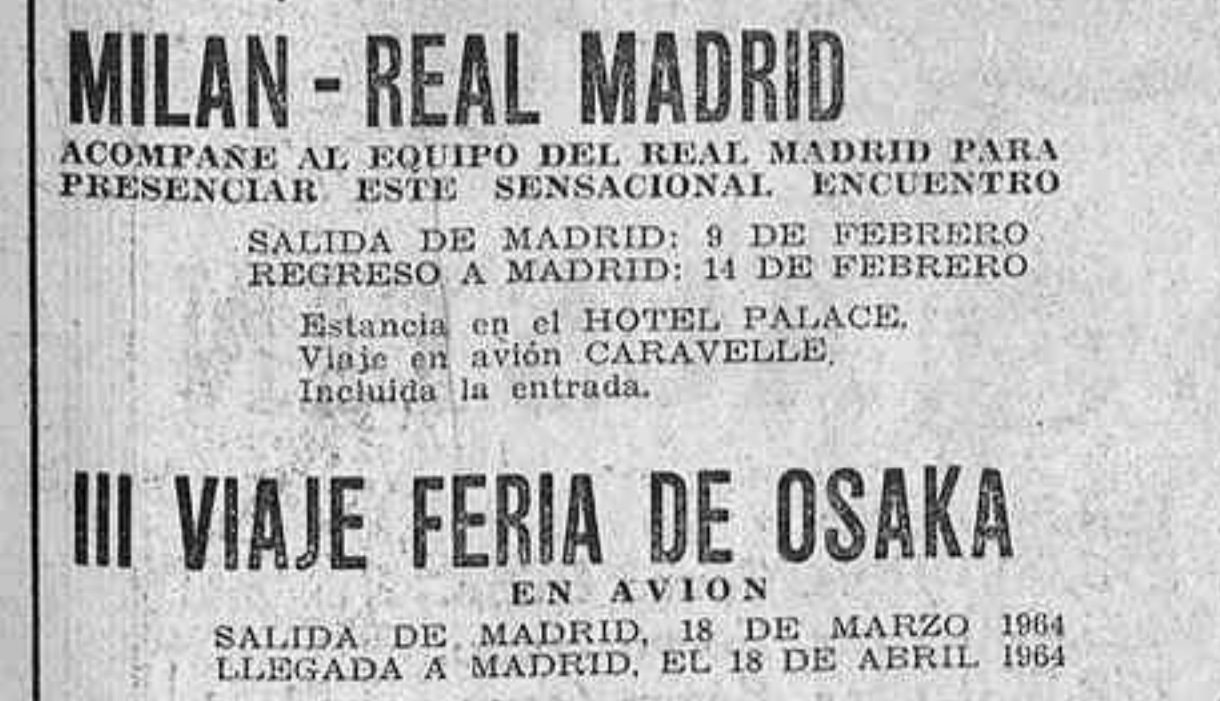 MILAN - REAL MADRID
ACOMPAÑE AL EQUIPO DEL REAL MADRID PARA
PRESENCIAR ESTE SENSACIONAL ENCUENTRO
SALIDA DE MADRID: 9 DE FEBRERO
REGRESO A MADRID: 14 DE FEBRERO
Estancia en el HOTEL PALACE.
Viaje en avión CARAVELLE.
Incluida la entrada.
III VIAJE FERIA DE OSAKA
EN AVION
SALIDA DE MADRID, 18 DE MARZO 1964
LLEGADA A MADRID, EL 18 DE ABRIL 1964